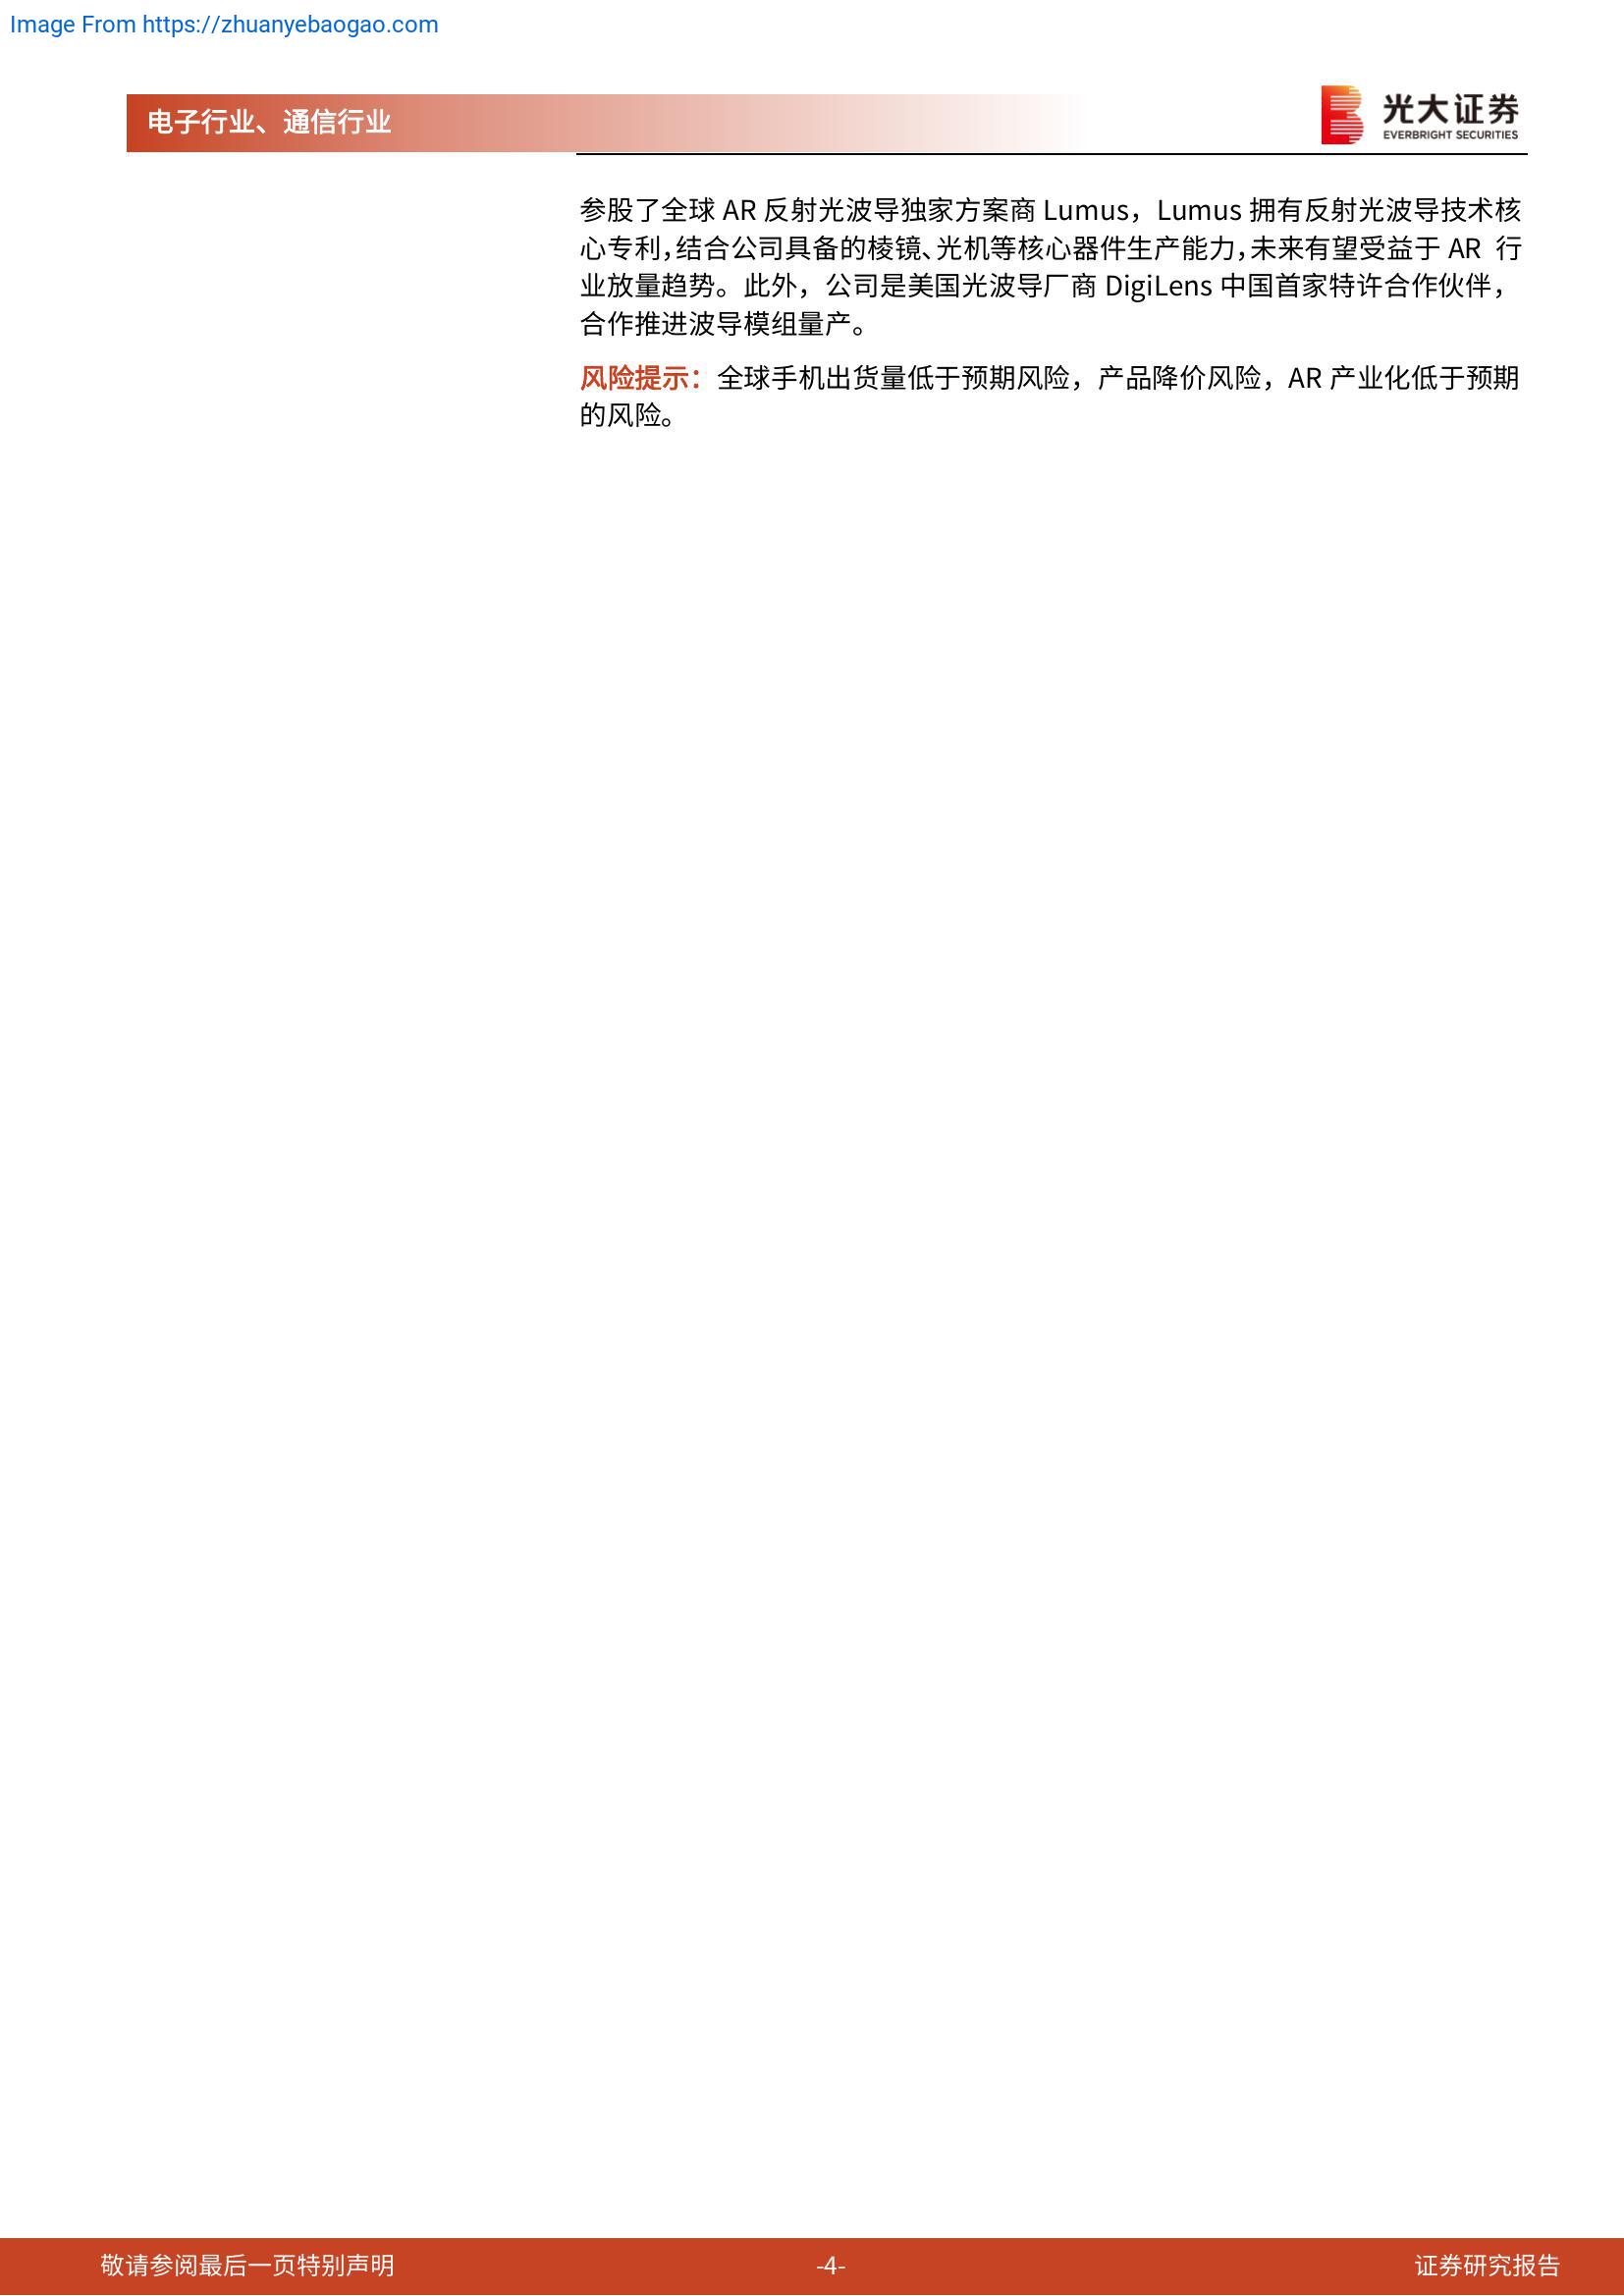 Image From https://zhuanyebaogao.com
电子行业、通信行业
光大证券
EVERBRIGHT SECURITIES
参股了全球 AR 反射光波导独家方案商 Lumus，Lumus 拥有反射光波导技术核
心专利，结合公司具备的棱镜、光机等核心器件生产能力，未来有望受益于 AR 行
业放量趋势。此外，公司是美国光波导厂商 DigiLens 中国首家特许合作伙伴，
合作推进波导模组量产。
风险提示：全球手机出货量低于预期风险，产品降价风险，AR 产业化低于预期
的风险。
敬请参阅最后一页特别声明
-4-
证券研究报告